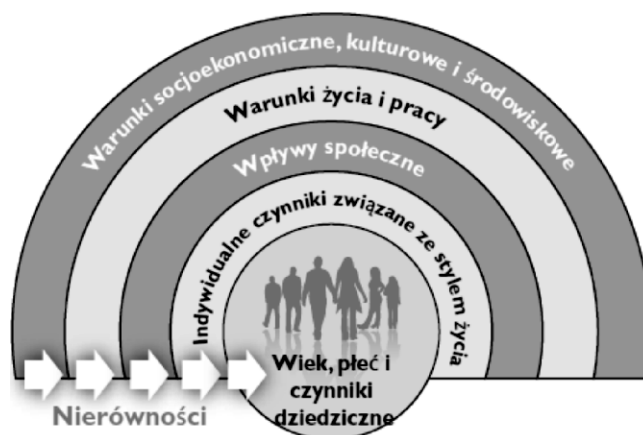 Warunki socjoekonomiczne, kulturowe i środowiskowe
Warunki życia i pracy
Wpływy społeczne
Indywidualne czynniki związane ze stylem życia
Wiek, płeć i
czynniki
dziedziczne
Nierówności